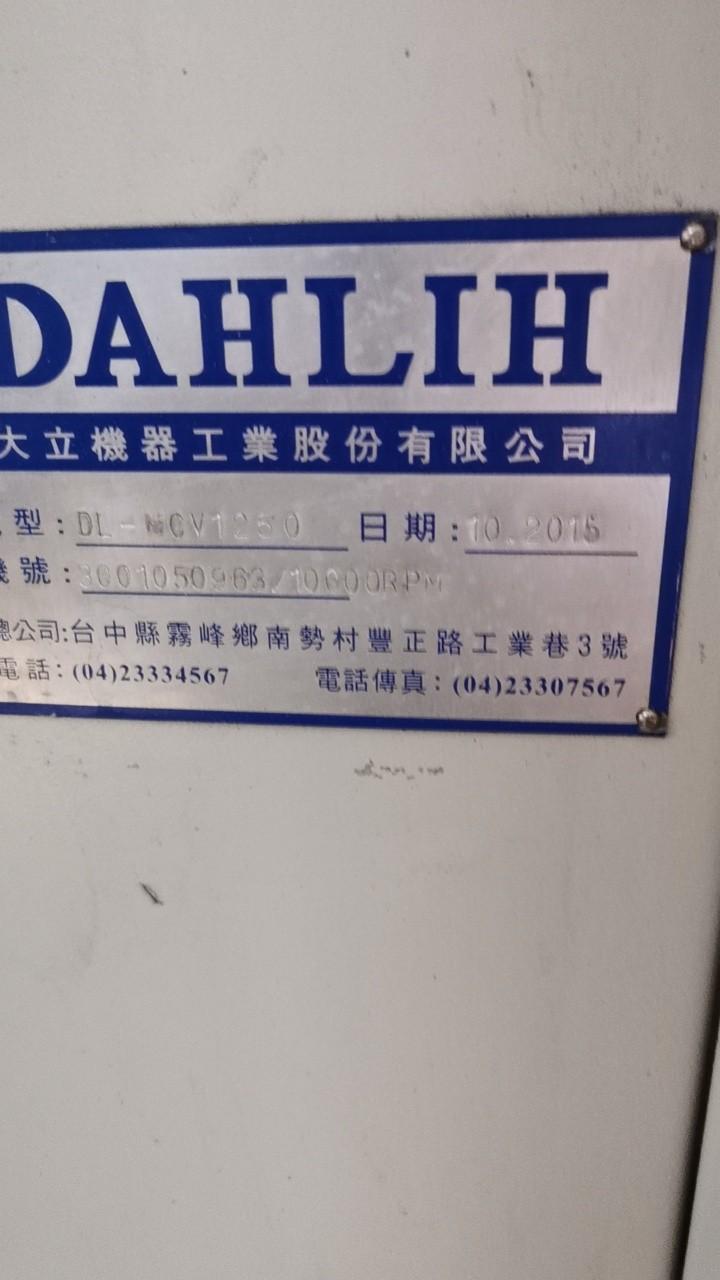 DAHLIH
大立機器工業股份有限公司
型：DL-MCV1250 日期：10.2015
機號：3001050963/10000RPM
總公司:台中縣霧峰鄉南勢村豐正路工業巷3號
電話：(04)23334567 電話傳真：(04)23307567